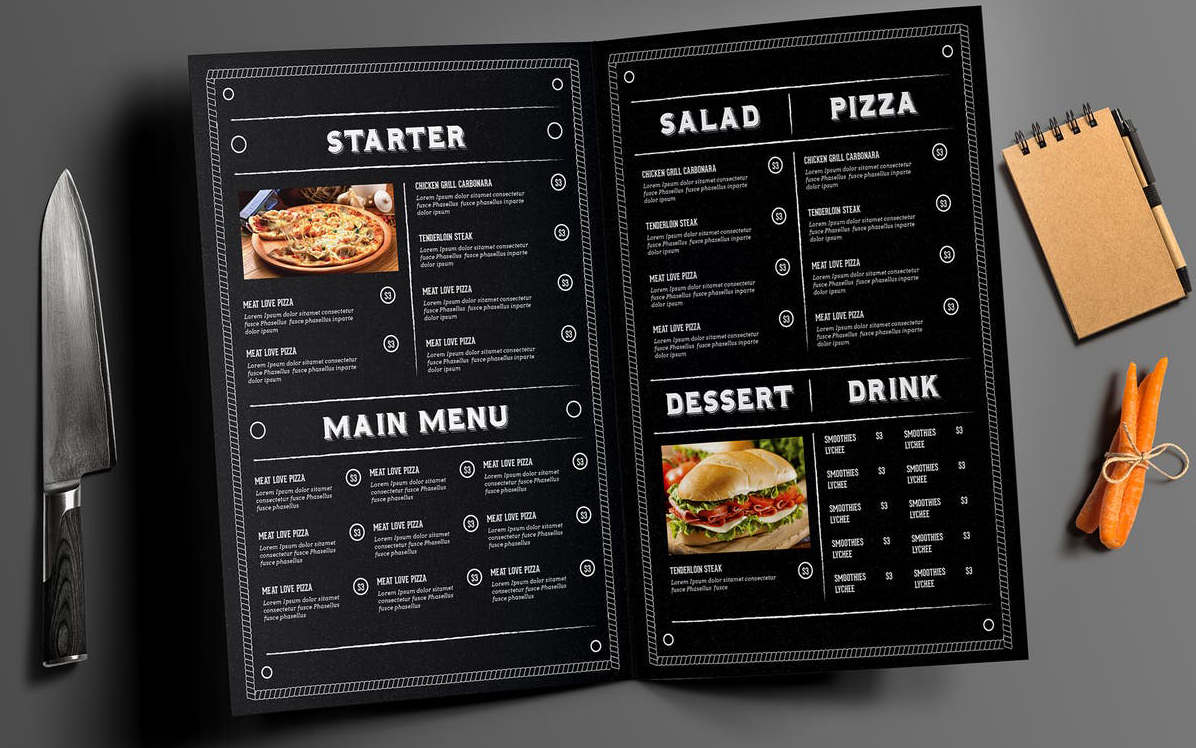 STARTER
MEAT LOVE PIZZA $3
Lorem Ipsum dolor sitamet consectetur
fusce Phasellus fusce phasellus inparte
dolor ipsum
MEAT LOVE PIZZA $3
Lorem Ipsum dolor sitamet consectetur
fusce Phasellus fusce phasellus inparte
dolor ipsum
CHICKEN GRILL CARBONARA $3
Lorem Ipsum dolor sitamet consectetur
fusce Phasellus fusce phasellus inparte
dolor ipsum
TENDERLOIN STEAK $3
Lorem Ipsum dolor sitamet consectetur
fusce Phasellus fusce phasellus inparte
dolor ipsum
MEAT LOVE PIZZA $3
Lorem Ipsum dolor sitamet consectetur
fusce Phasellus fusce phasellus inparte
dolor ipsum
MEAT LOVE PIZZA $3
Lorem Ipsum dolor sitamet consectetur
fusce Phasellus fusce phasellus inparte
dolor ipsum
MAIN MENU
MEAT LOVE PIZZA $3
Lorem Ipsum dolor sitamet
consectetur fusce Phasellus
fusce phasellus
MEAT LOVE PIZZA $3
Lorem Ipsum dolor sitamet
consectetur fusce Phasellus
fusce phasellus
MEAT LOVE PIZZA $3
Lorem Ipsum dolor sitamet
consectetur fusce Phasellus
fusce phasellus
MEAT LOVE PIZZA $3
Lorem Ipsum dolor sitamet
consectetur fusce Phasellus
fusce phasellus
MEAT LOVE PIZZA $3
Lorem Ipsum dolor sitamet
consectetur fusce Phasellus
fusce phasellus
MEAT LOVE PIZZA $3
Lorem Ipsum dolor sitamet
consectetur fusce Phasellus
fusce phasellus
MEAT LOVE PIZZA $3
Lorem Ipsum dolor sitamet
consectetur fusce Phasellus
fusce phasellus
MEAT LOVE PIZZA $3
Lorem Ipsum dolor sitamet
consectetur fusce Phasellus
fusce phasellus
MEAT LOVE PIZZA $3
Lorem Ipsum dolor sitamet
consectetur fusce Phasellus
fusce phasellus
SALAD
CHICKEN GRILL CARBONARA $3
Lorem Ipsum dolor sitamet consectetur
fusce Phasellus fusce phasellus inparte
dolor ipsum
TENDERLOIN STEAK $3
Lorem Ipsum dolor sitamet consectetur
fusce Phasellus fusce phasellus inparte
dolor ipsum
MEAT LOVE PIZZA $3
Lorem Ipsum dolor sitamet consectetur
fusce Phasellus fusce phasellus inparte
dolor ipsum
MEAT LOVE PIZZA $3
Lorem Ipsum dolor sitamet consectetur
fusce Phasellus fusce phasellus inparte
dolor ipsum
PIZZA
CHICKEN GRILL CARBONARA $3
Lorem Ipsum dolor sitamet consectetur
fusce Phasellus fusce phasellus inparte
dolor ipsum
TENDERLOIN STEAK $3
Lorem Ipsum dolor sitamet consectetur
fusce Phasellus fusce phasellus inparte
dolor ipsum
MEAT LOVE PIZZA $3
Lorem Ipsum dolor sitamet consectetur
fusce Phasellus fusce phasellus inparte
dolor ipsum
MEAT LOVE PIZZA $3
Lorem Ipsum dolor sitamet consectetur
fusce Phasellus fusce phasellus inparte
dolor ipsum
DESSERT
TENDERLOIN STEAK $3
Lorem Ipsum dolor sitamet consectetur
fusce Phasellus fusce
DRINK
SMOOTHIES $3 SMOOTHIES $3
LYCHEE LYCHEE
SMOOTHIES $3 SMOOTHIES $3
LYCHEE LYCHEE
SMOOTHIES $3 SMOOTHIES $3
LYCHEE LYCHEE
SMOOTHIES $3 SMOOTHIES $3
LYCHEE LYCHEE
SMOOTHIES $3 SMOOTHIES $3
LYCHEE LYCHEE